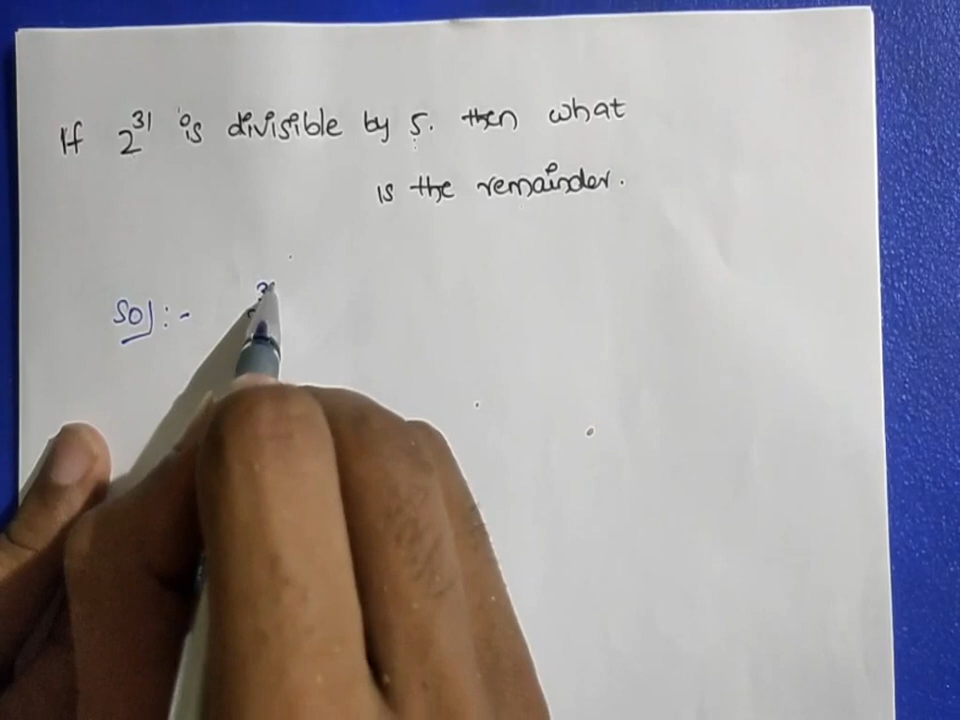 If 2^31 is divisible by 5. then what
is the remainder.
Sol :-